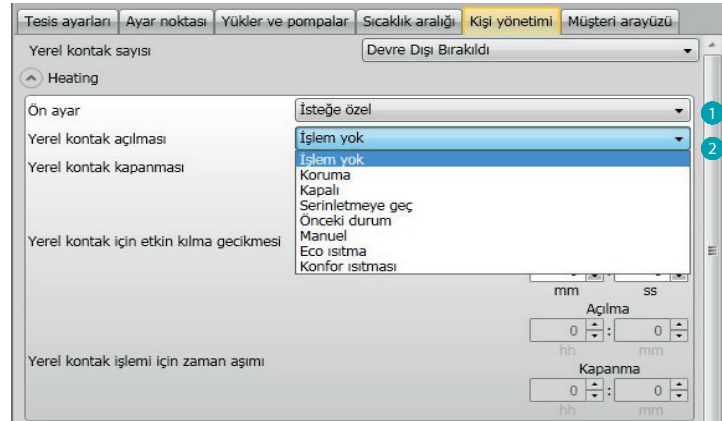 Tesis ayarları Ayar noktası Yükler ve pompalar Sıcaklık aralığı Kişi yönetimi Müşteri arayüzü
Yerel kontak sayısı Devre Dışı Bırakıldı
Heating
Ön ayar İsteğe özel 1
Yerel kontak açılması İşlem yok 2
İşlem yok
Yerel kontak kapanması Koruma
Kapalı
Serinletmeye geç
Önceki durum
Yerel kontak için etkin kılma gecikmesi Manuel
Eco ısıtma
Konfor ısıtması
mm ss
Açılma
0 : 0
hh mm
Yerel kontak işlemi için zaman aşımı
Kapanma
0 : 0
hh mm